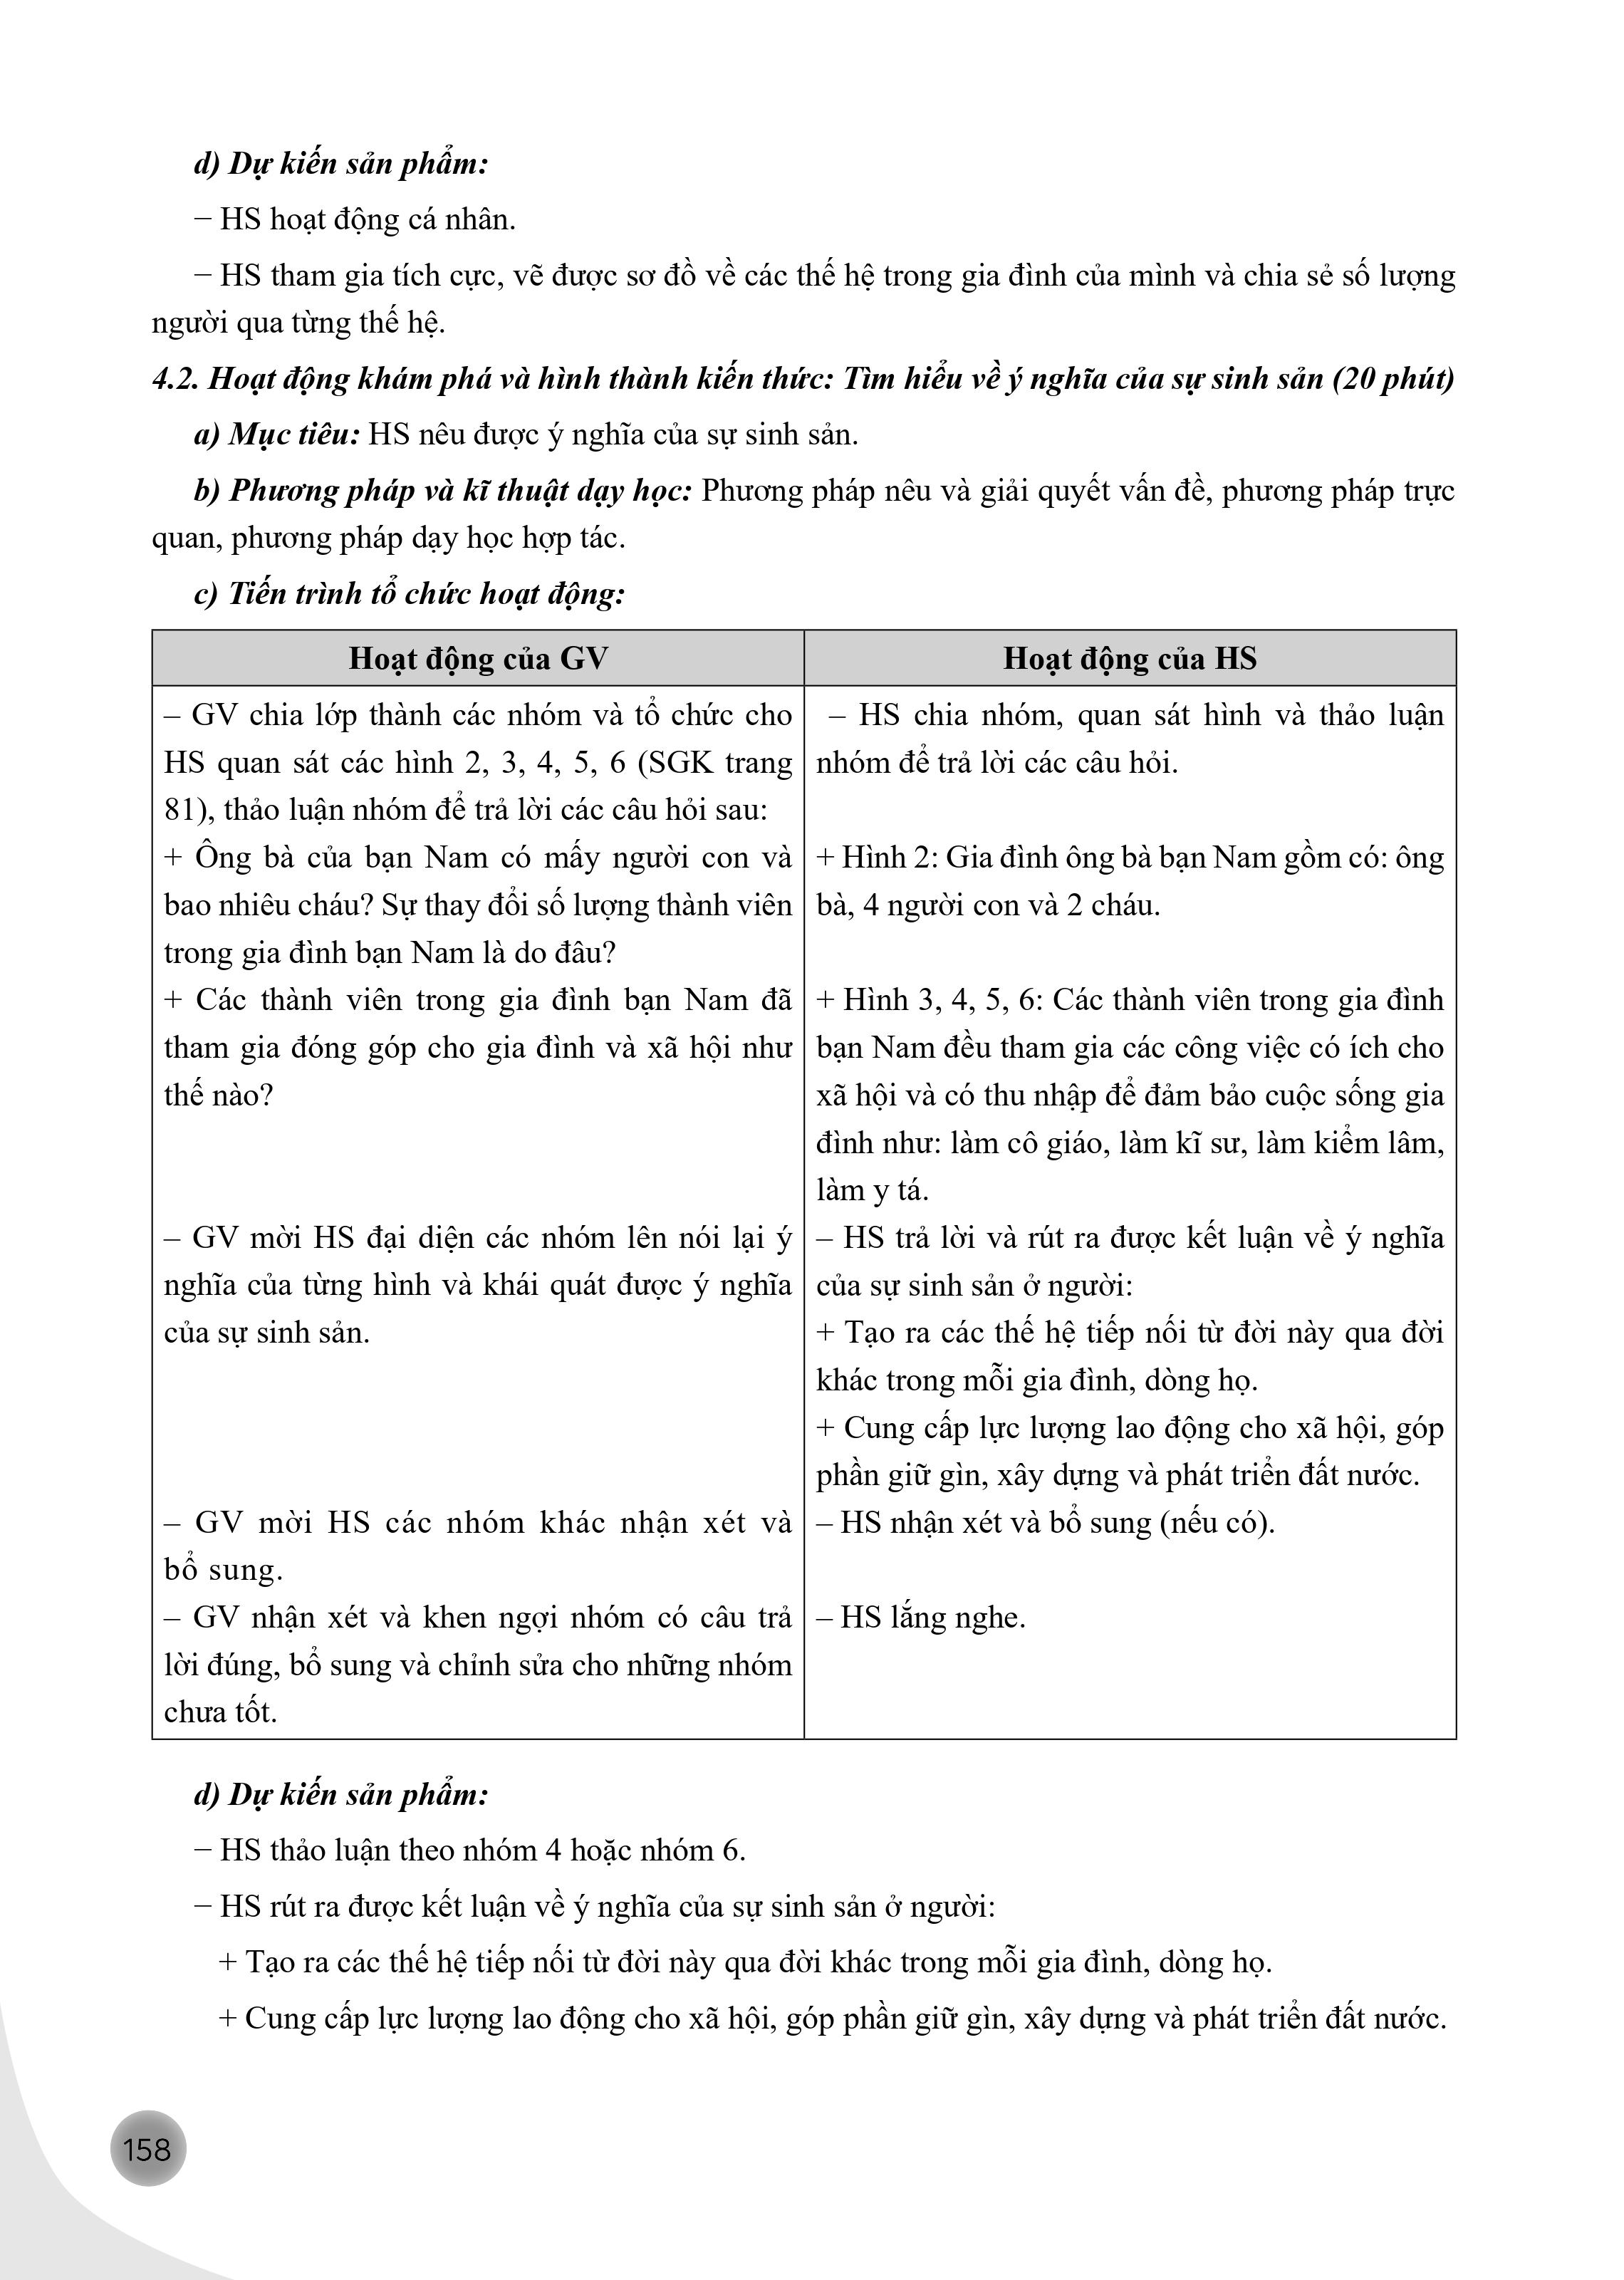 d) Dự kiến sản phẩm:
− HS hoạt động cá nhân.
− HS tham gia tích cực, vẽ được sơ đồ về các thế hệ trong gia đình của mình và chia sẻ số lượng
người qua từng thế hệ.
4.2. Hoạt động khám phá và hình thành kiến thức: Tìm hiểu về ý nghĩa của sự sinh sản (20 phút)
a) Mục tiêu: HS nêu được ý nghĩa của sự sinh sản.
b) Phương pháp và kĩ thuật dạy học: Phương pháp nêu và giải quyết vấn đề, phương pháp trực
quan, phương pháp dạy học hợp tác.
c) Tiến trình tổ chức hoạt động:
Hoạt động của GV
– GV chia lớp thành các nhóm và tổ chức cho
HS quan sát các hình 2, 3, 4, 5, 6 (SGK trang
81), thảo luận nhóm để trả lời các câu hỏi sau:
+ Ông bà của bạn Nam có mấy người con và
bao nhiêu cháu? Sự thay đổi số lượng thành viên
trong gia đình bạn Nam là do đâu?
+ Các thành viên trong gia đình bạn Nam đã
tham gia đóng góp cho gia đình và xã hội như
thế nào?
– GV mời HS đại diện các nhóm lên nói lại ý
nghĩa của từng hình và khái quát được ý nghĩa
của sự sinh sản.
– GV mời HS các nhóm khác nhận xét và
bổ sung.
– GV nhận xét và khen ngợi nhóm có câu trả
lời đúng, bổ sung và chỉnh sửa cho những nhóm
chưa tốt.
Hoạt động của HS
– HS chia nhóm, quan sát hình và thảo luận
nhóm để trả lời các câu hỏi.
+ Hình 2: Gia đình ông bà bạn Nam gồm có: ông
bà, 4 người con và 2 cháu.
+ Hình 3, 4, 5, 6: Các thành viên trong gia đình
bạn Nam đều tham gia các công việc có ích cho
xã hội và có thu nhập để đảm bảo cuộc sống gia
đình như: làm cô giáo, làm kĩ sư, làm kiểm lâm,
làm y tá.
– HS trả lời và rút ra được kết luận về ý nghĩa
của sự sinh sản ở người:
+ Tạo ra các thế hệ tiếp nối từ đời này qua đời
khác trong mỗi gia đình, dòng họ.
+ Cung cấp lực lượng lao động cho xã hội, góp
phần giữ gìn, xây dựng và phát triển đất nước.
– HS nhận xét và bổ sung (nếu có).
– HS lắng nghe.
d) Dự kiến sản phẩm:
− HS thảo luận theo nhóm 4 hoặc nhóm 6.
− HS rút ra được kết luận về ý nghĩa của sự sinh sản ở người:
+ Tạo ra các thế hệ tiếp nối từ đời này qua đời khác trong mỗi gia đình, dòng họ.
+ Cung cấp lực lượng lao động cho xã hội, góp phần giữ gìn, xây dựng và phát triển đất nước.
158